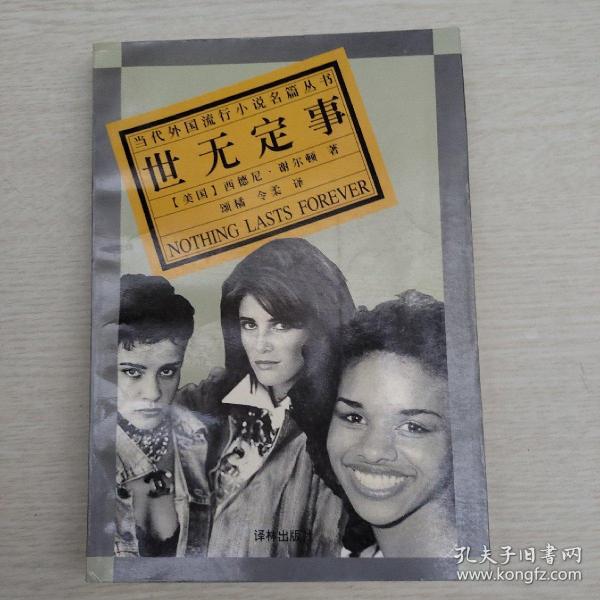 当代外国流行小说名篇丛书
世无定事
【美国】西德尼·谢尔顿 著
颂橘 令柔 译
NOTHING LASTS FOREVER
译林出版社
孔夫子旧书网
www.kongfz.com